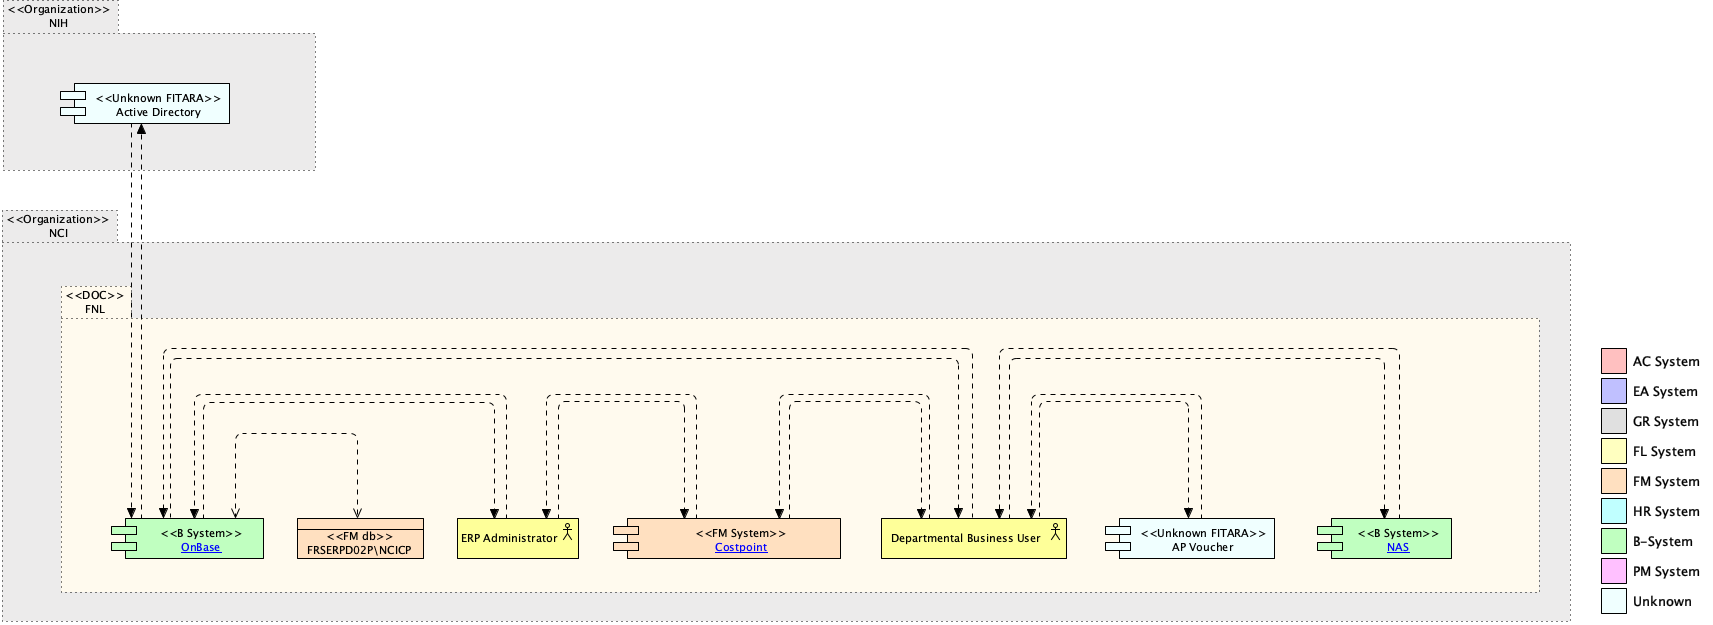 <<Organization>>
NIH
<<Unknown FITARA>>
Active Directory
<<Organization>>
NCI
<<DOC>>
FNL
<<B System>>
OnBase
<<FM db>>
FRSERPD02P\NCICP
ERP Administrator
<<FM System>>
Costpoint
Departmental Business User
<<Unknown FITARA>>
AP Voucher
<<B System>>
NAS
AC System
EA System
GR System
FL System
FM System
HR System
B-System
PM System
Unknown